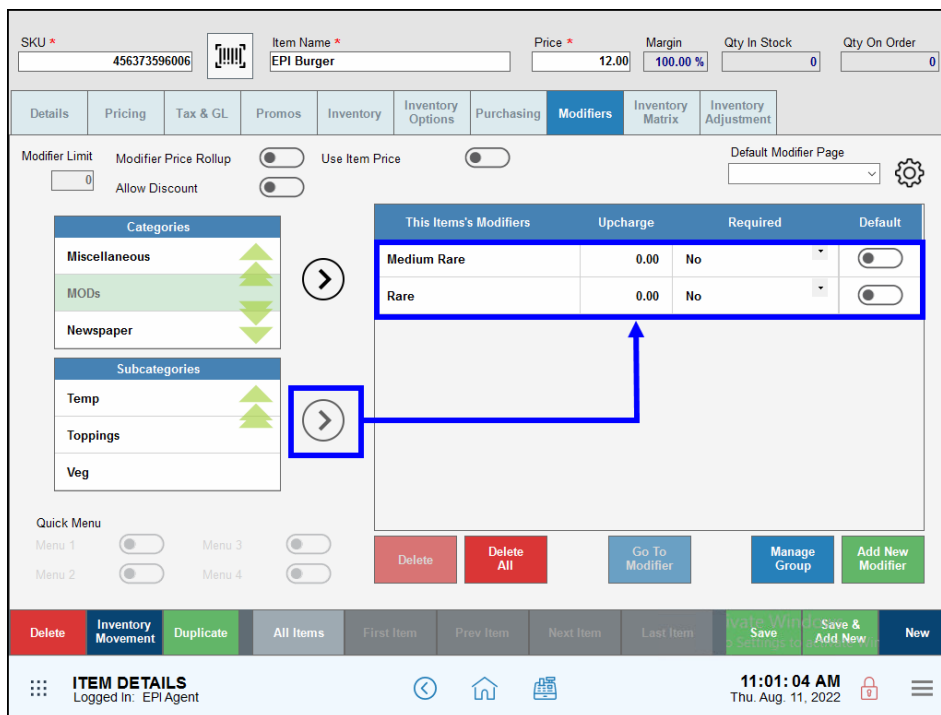 SKU * Item Name * Price * Margin Qty In Stock Qty On Order
456373596006 EPI Burger 12.00 100.00 % 0 0
Details Pricing Tax & GL Promos Inventory Inventory Options Purchasing Modifiers Inventory Matrix Inventory Adjustment
Modifier Limit Modifier Price Rollup Use Item Price Default Modifier Page
0 Allow Discount
Categories
Miscellaneous
MODs
Newspaper
Subcategories
Temp
Toppings
Veg
This Items's Modifiers Upcharge Required Default
Medium Rare 0.00 No
Rare 0.00 No
Quick Menu
Menu 1 Menu 3
Menu 2 Menu 4
Delete Delete All Go To Modifier Manage Group Add New Modifier
Delete Inventory Movement Duplicate All Items First Item Prev Item Next Item Last Item Save Save & Add New New
ITEM DETAILS
Logged In: EPI Agent
11:01:04 AM
Thu. Aug. 11, 2022